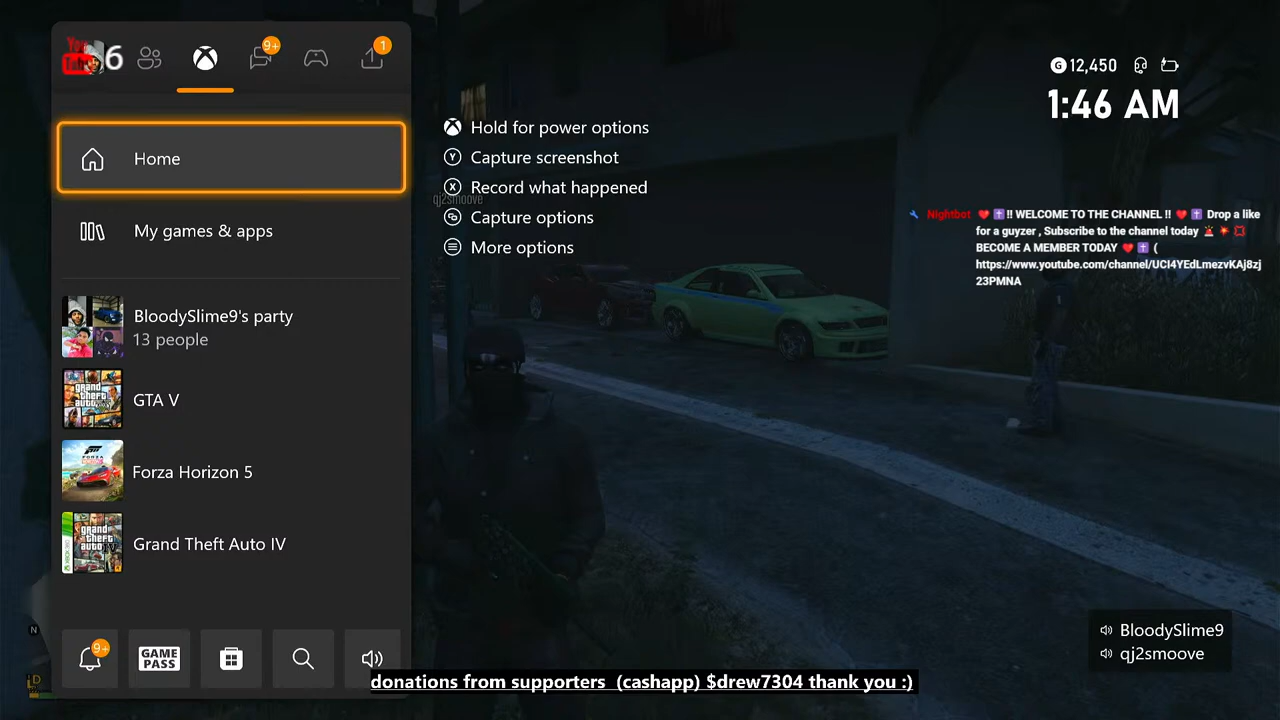 You
Tube
6
9+
1
Home
My games & apps
BloodySlime9's party
13 people
GTA V
Forza Horizon 5
Grand Theft Auto IV
9+
GAME
PASS
Hold for power options
Y Capture screenshot
X Record what happened
Capture options
More options
qj2smoove
G 12,450
1:46 AM
Nightbot ❤️ ✝️ !! WELCOME TO THE CHANNEL !! ❤️ ✝️ Drop a like
for a guyzer , Subscribe to the channel today 🚨 💥 💢
BECOME A MEMBER TODAY ❤️ ✝️ (
https://www.youtube.com/channel/UCI4YEdLmezvKAj8zj
23PMNA
N
D
BloodySlime9
qj2smoove
donations from supporters (cashapp) $drew7304 thank you :)